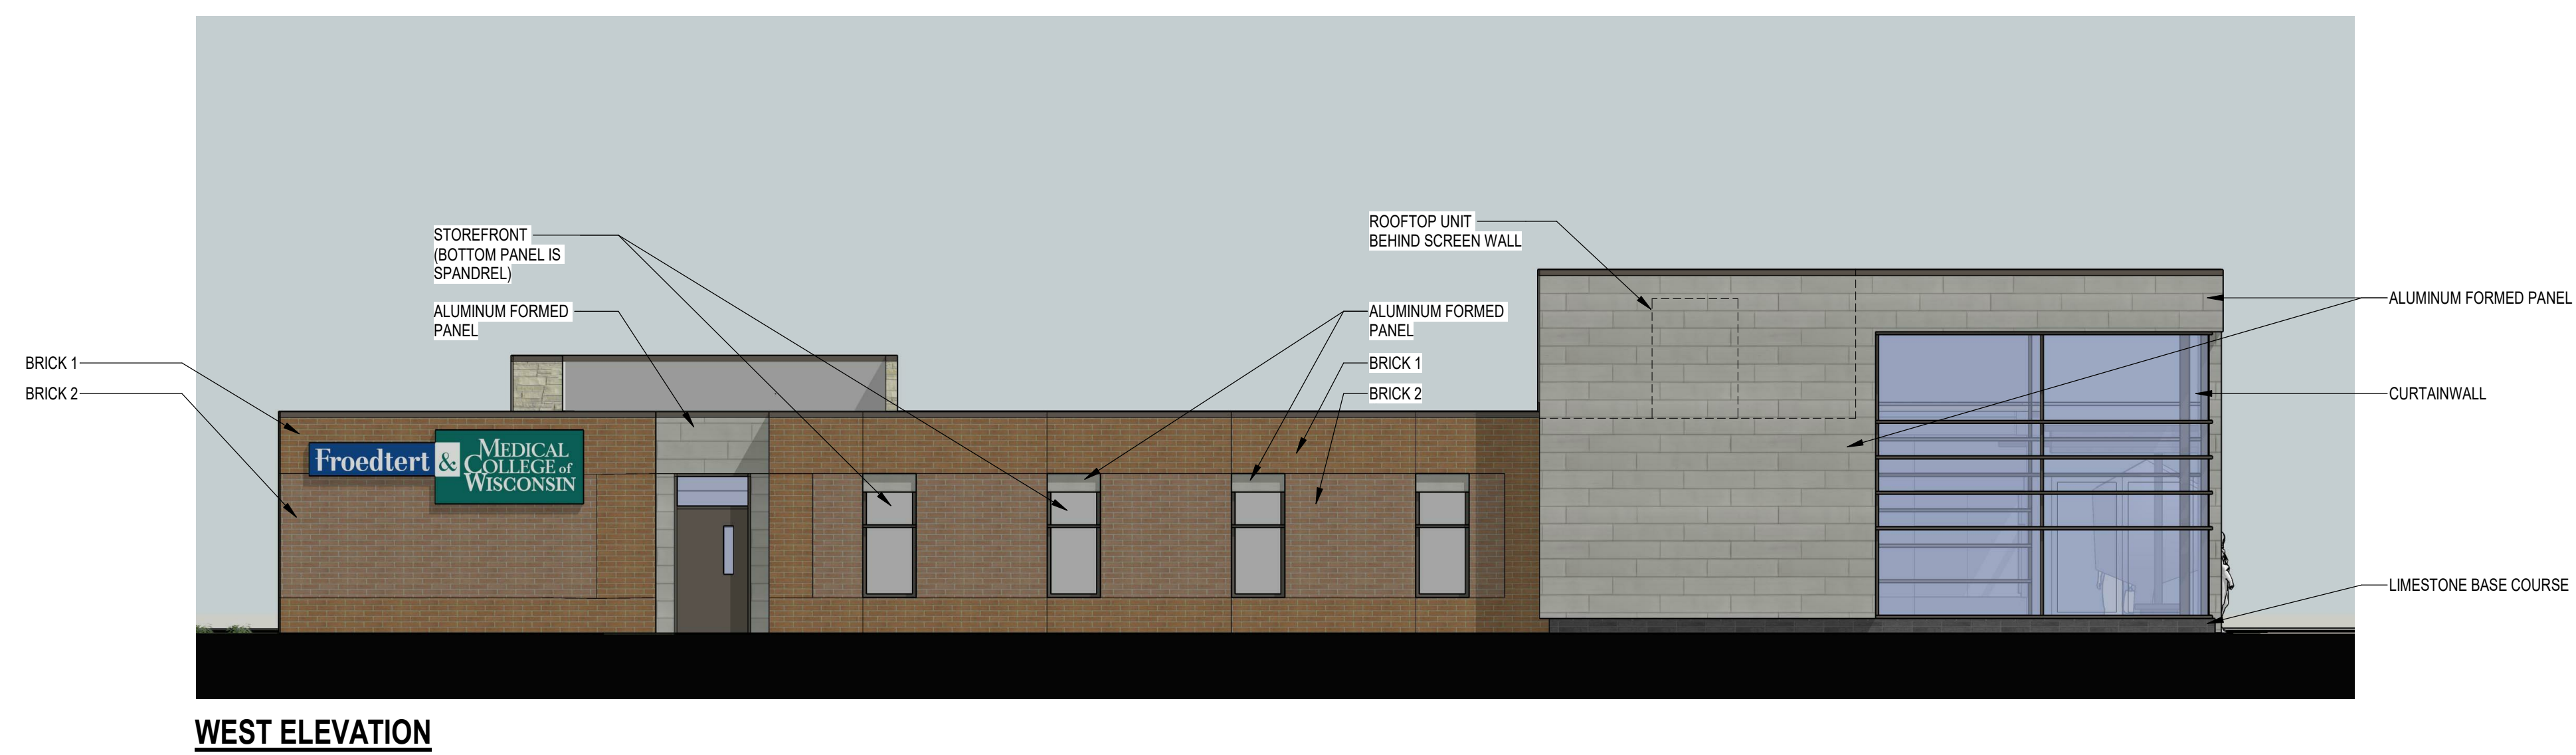 ROOFTOP UNIT
BEHIND SCREEN WALL
STOREFRONT
(BOTTOM PANEL IS
SPANDREL)
ALUMINUM FORMED
PANEL
ALUMINUM FORMED
PANEL
ALUMINUM FORMED PANEL
BRICK 1
BRICK 2
BRICK 1
BRICK 2
CURTAINWALL
Froedtert & MEDICAL
COLLEGE of
WISCONSIN
LIMESTONE BASE COURSE
WEST ELEVATION